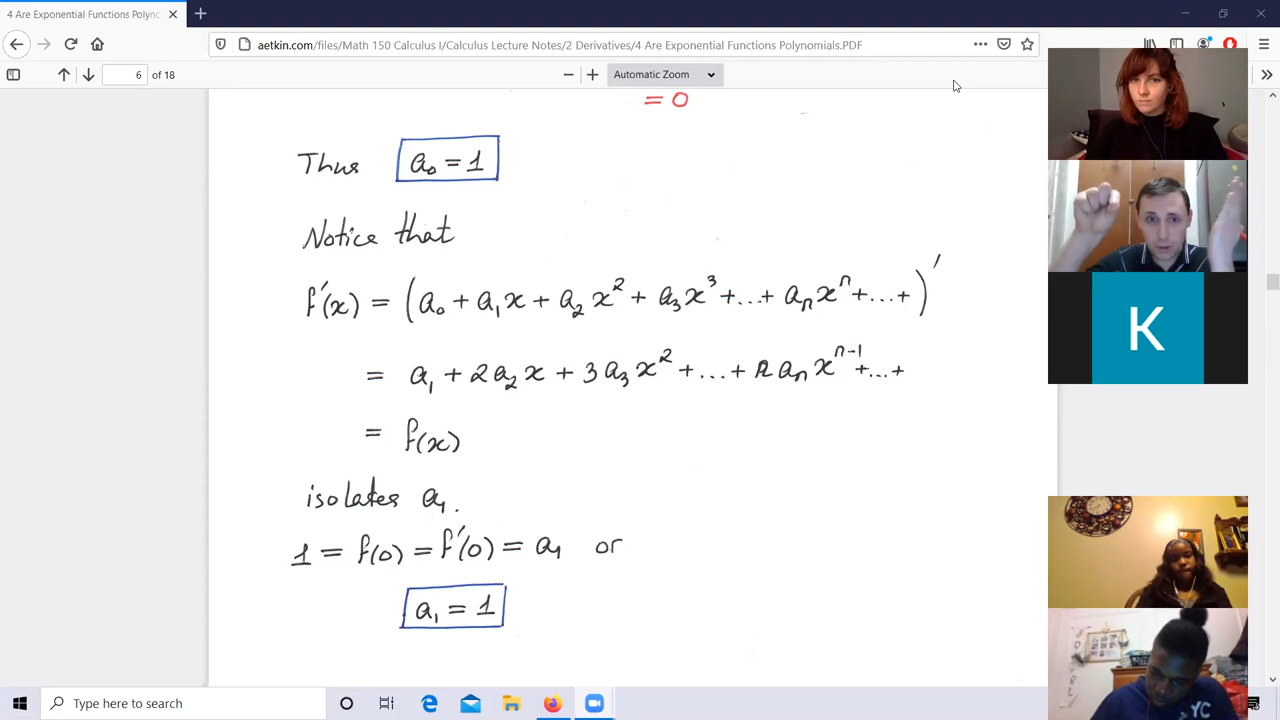 4 Are Exponential Functions Polyno
aetkin.com/files/Math 150 Calculus I/Calculus Lecture Notes/2 Derivatives/4 Are Exponential Functions Polynomials.PDF
6 of 18
Automatic Zoom
= 0
Thus a₀ = 1
Notice that
f'(x) = (a₀ + a₁x + a₂x² + a₃x³ + ... + aₙxⁿ + ... + )'
= a₁ + 2a₂x + 3a₃x² + ... + n aₙxⁿ⁻¹ + ... +
= f(x)
isolates a₁.
1 = f(0) = f'(0) = a₁ or
a₁ = 1
K
YC
Type here to search